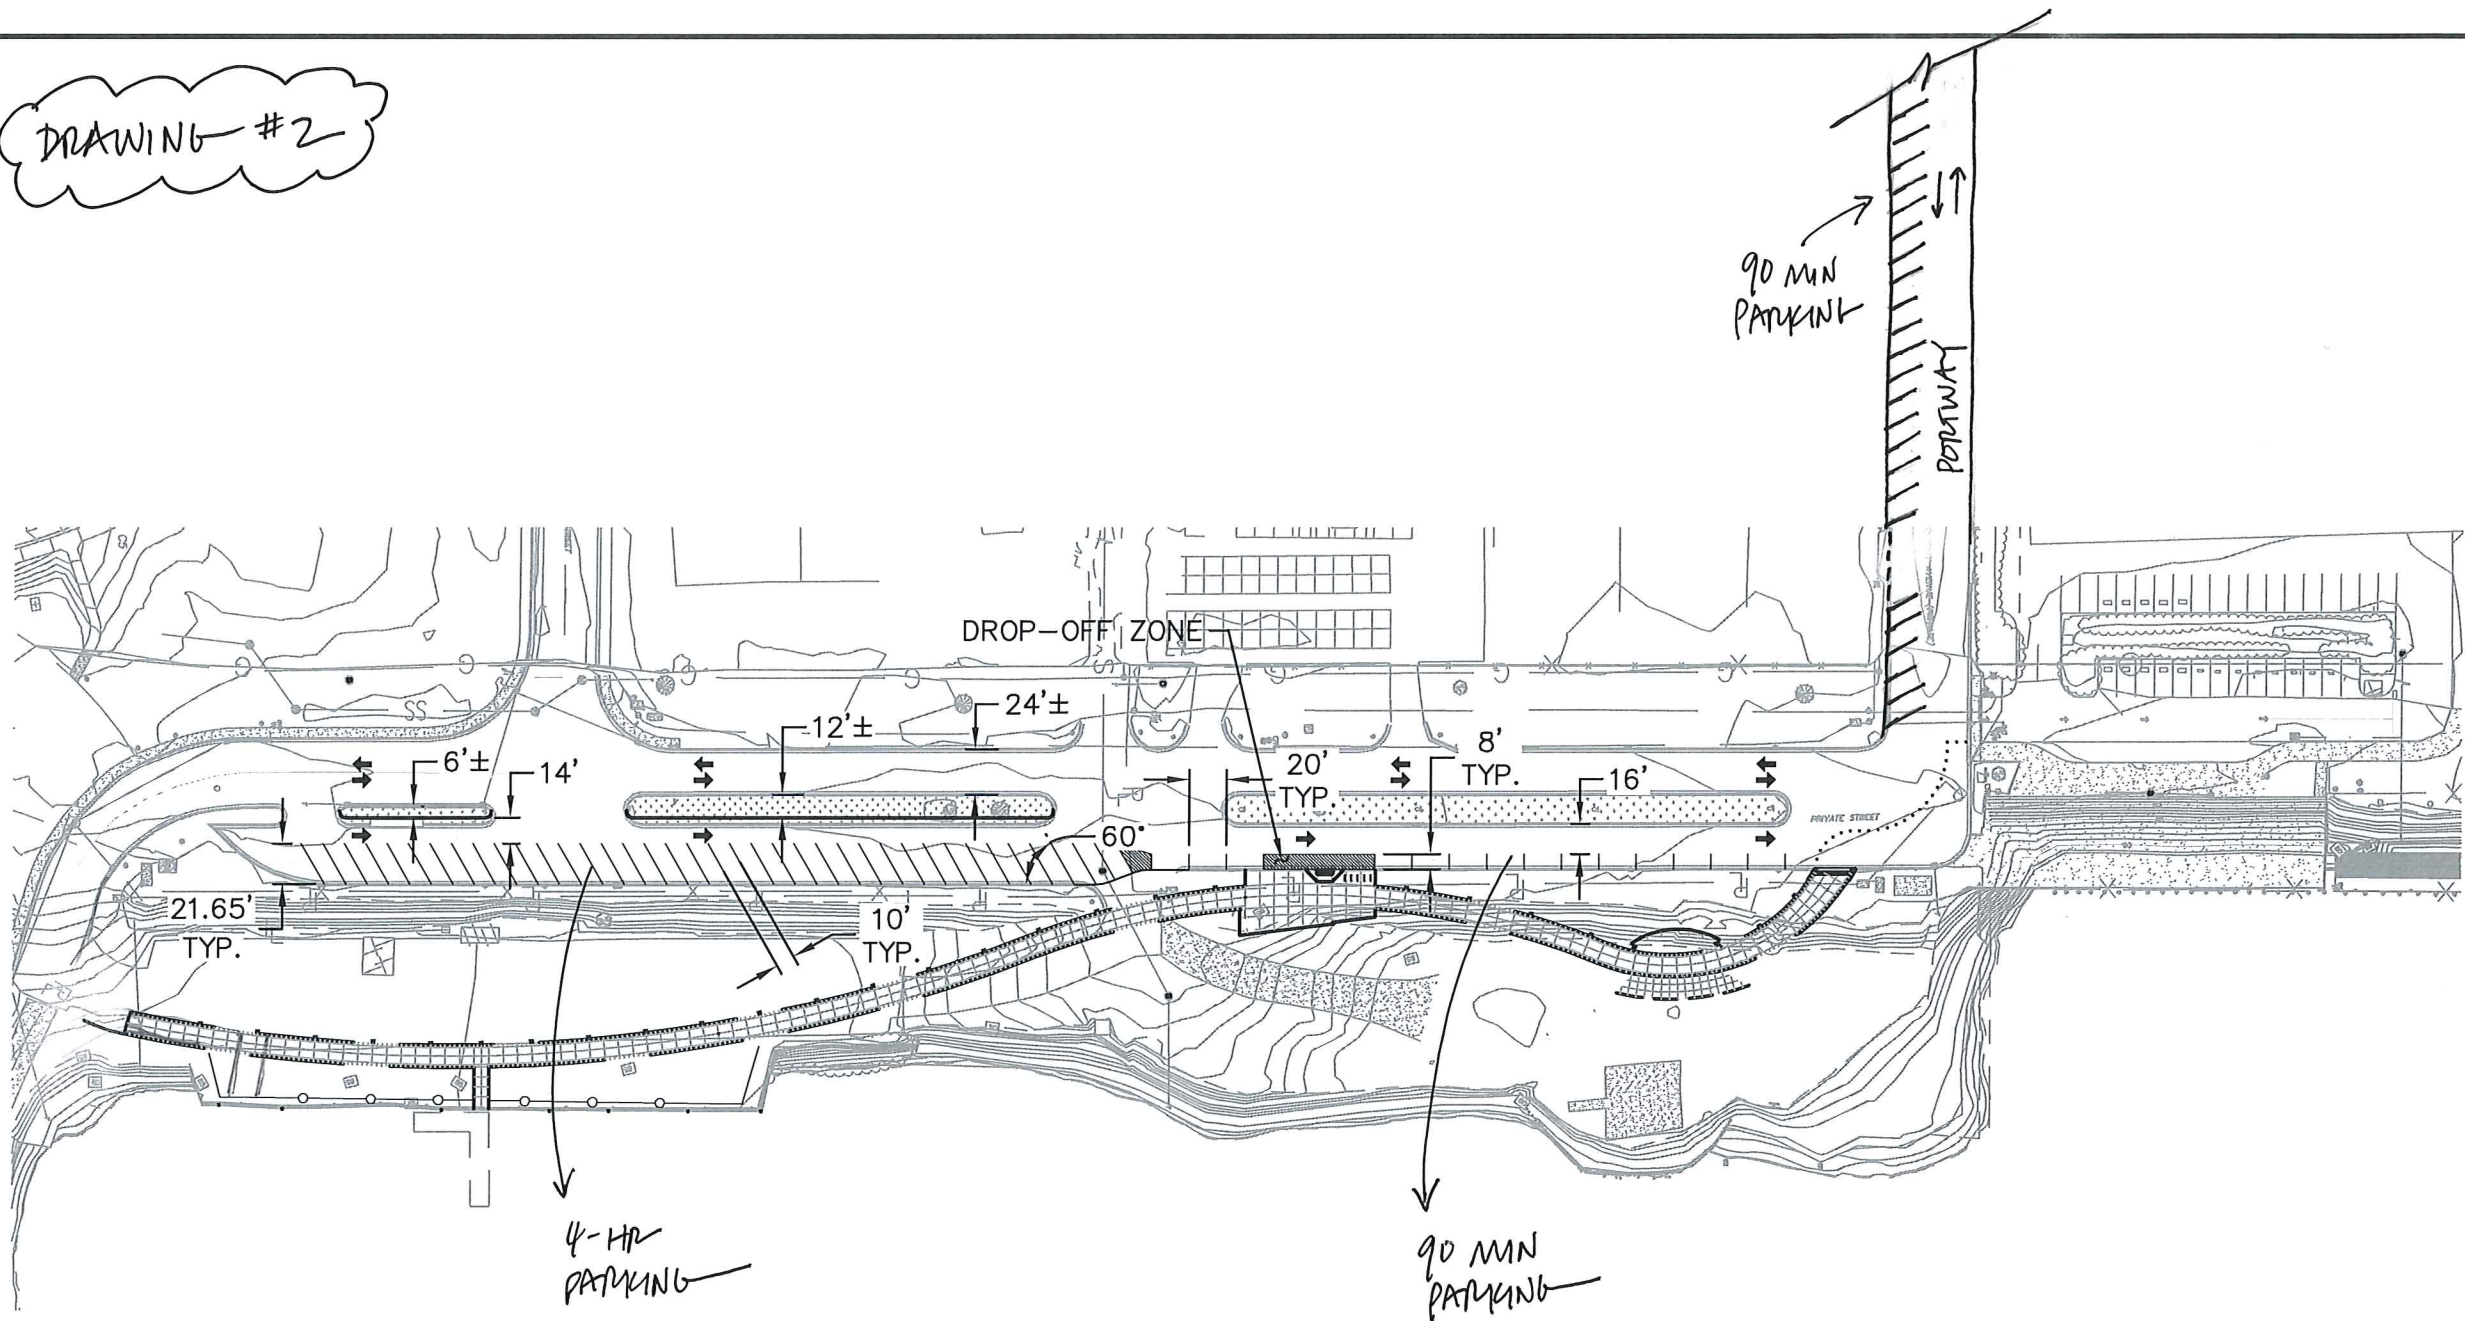 DRAWING #2
90 MIN
PARKING
PORTWAY
DROP-OFF ZONE
SS
6'±
14'
12'±
24'±
20'
TYP.
8'
TYP.
16'
60°
PRIVATE STREET
21.65'
TYP.
10'
TYP.
4-HR
PARKING
90 MIN
PARKING